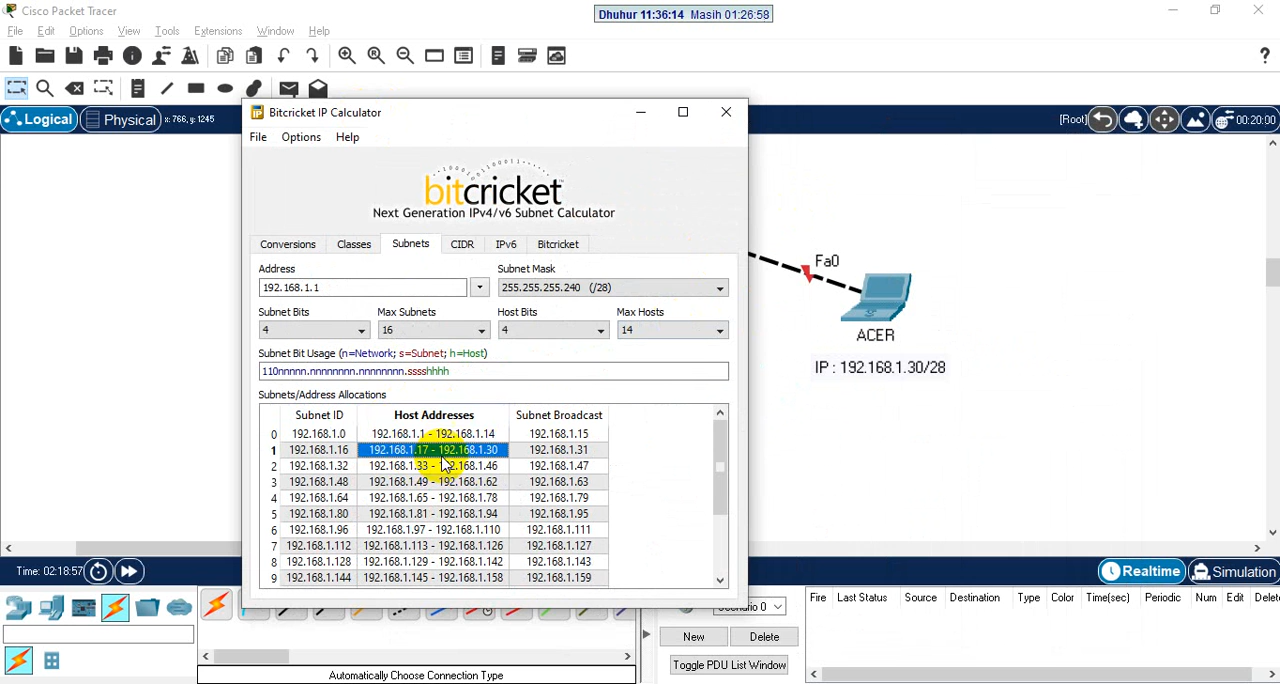 Cisco Packet Tracer
Dhuhur 11:36:14 Masih 01:26:58
File Edit Options View Tools Extensions Window Help
Logical Physical x: 766, y: 1245 [Root] 00:20:00
Bitcricket IP Calculator
File Options Help
bitcricket™
Next Generation IPv4/v6 Subnet Calculator
Conversions Classes Subnets CIDR IPv6 Bitcricket
Address Subnet Mask
192.168.1.1 255.255.255.240 (/28)
Subnet Bits Max Subnets Host Bits Max Hosts
4 16 4 14
Subnet Bit Usage (n=Network; s=Subnet; h=Host)
110nnnnn.nnnnnnnn.nnnnnnnn.sssshhhh
Subnets/Address Allocations
Subnet ID Host Addresses Subnet Broadcast
0 192.168.1.0 192.168.1.1 - 192.168.1.14 192.168.1.15
1 192.168.1.16 192.168.1.17 - 192.168.1.30 192.168.1.31
2 192.168.1.32 192.168.1.33 - 192.168.1.46 192.168.1.47
3 192.168.1.48 192.168.1.49 - 192.168.1.62 192.168.1.63
4 192.168.1.64 192.168.1.65 - 192.168.1.78 192.168.1.79
5 192.168.1.80 192.168.1.81 - 192.168.1.94 192.168.1.95
6 192.168.1.96 192.168.1.97 - 192.168.1.110 192.168.1.111
7 192.168.1.112 192.168.1.113 - 192.168.1.126 192.168.1.127
8 192.168.1.128 192.168.1.129 - 192.168.1.142 192.168.1.143
9 192.168.1.144 192.168.1.145 - 192.168.1.158 192.168.1.159
Fa0
ACER
IP : 192.168.1.30/28
Time: 02:18:57 Realtime Simulation
Scenario 0
Fire Last Status Source Destination Type Color Time(sec) Periodic Num Edit Delete
New Delete
Toggle PDU List Window
Automatically Choose Connection Type